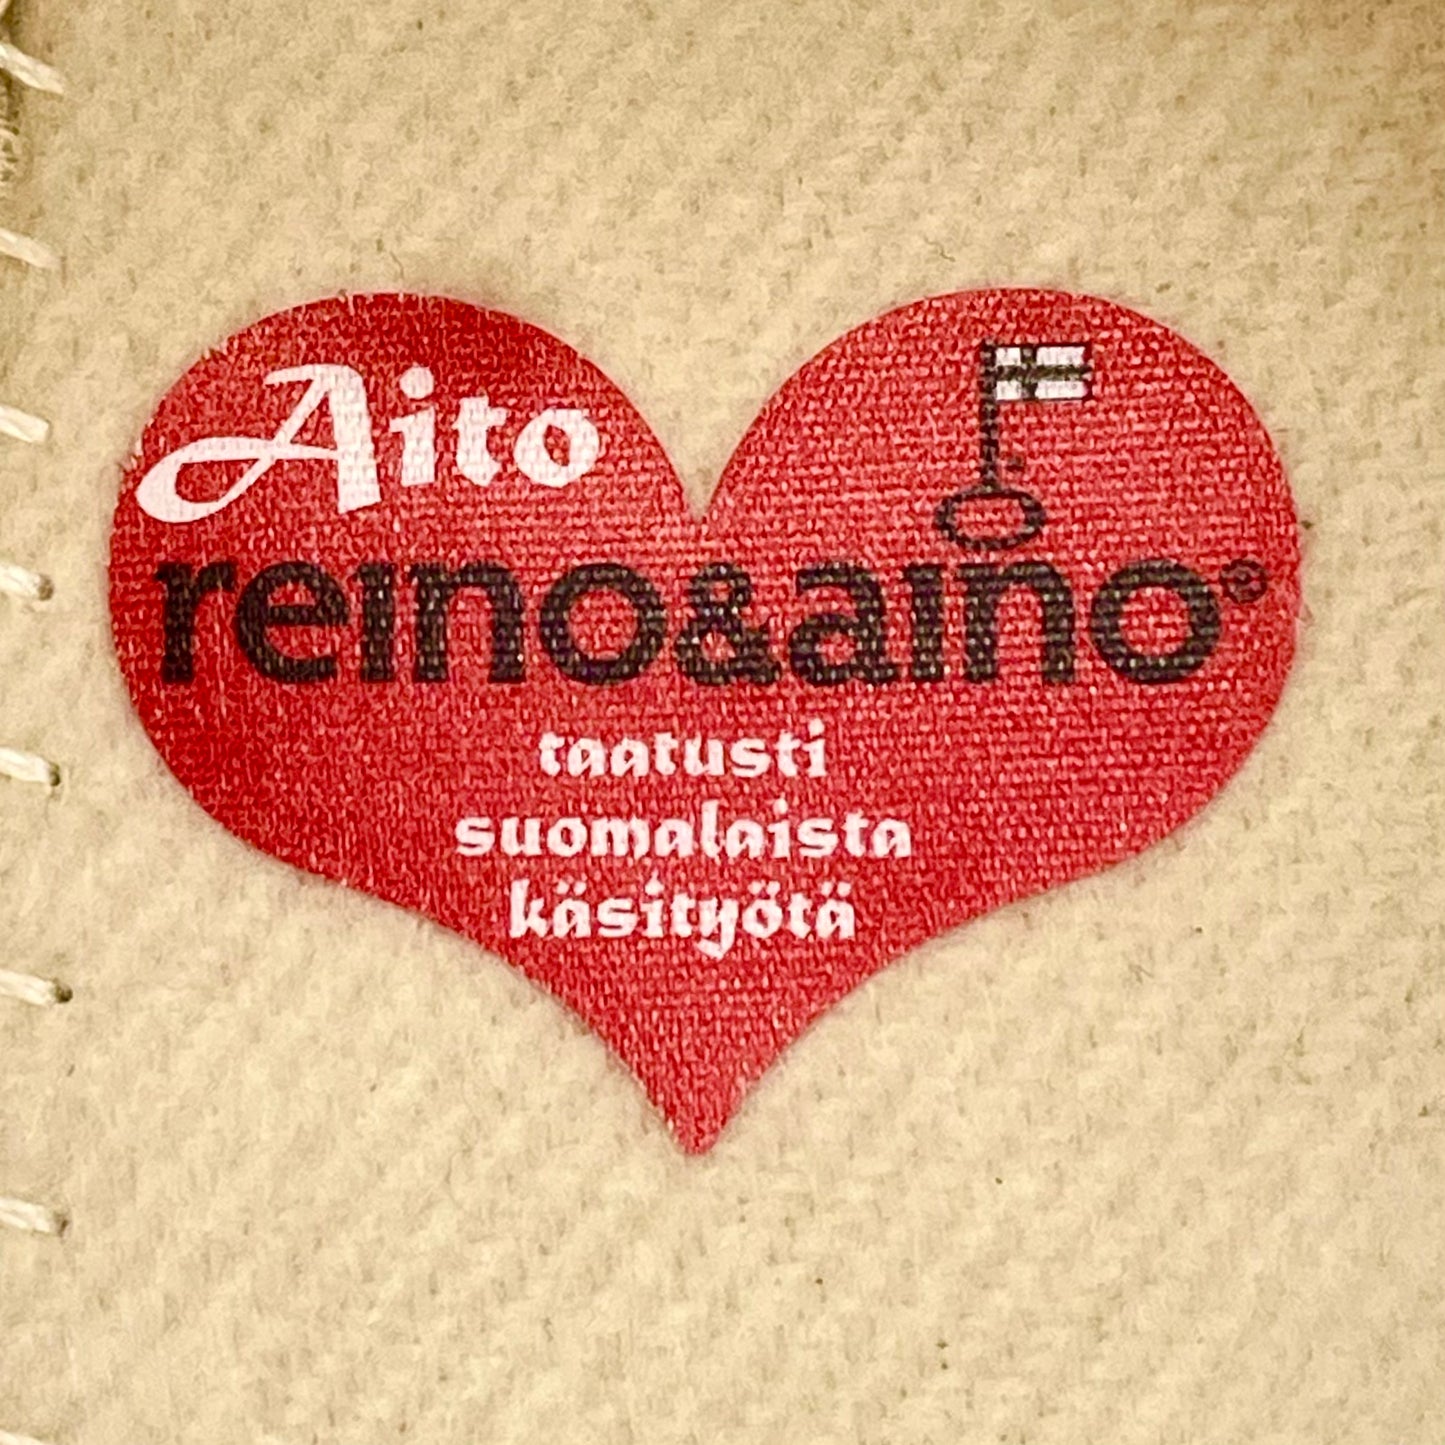 Aito
reino&aino®
taatusti
suomalaista
käsityötä